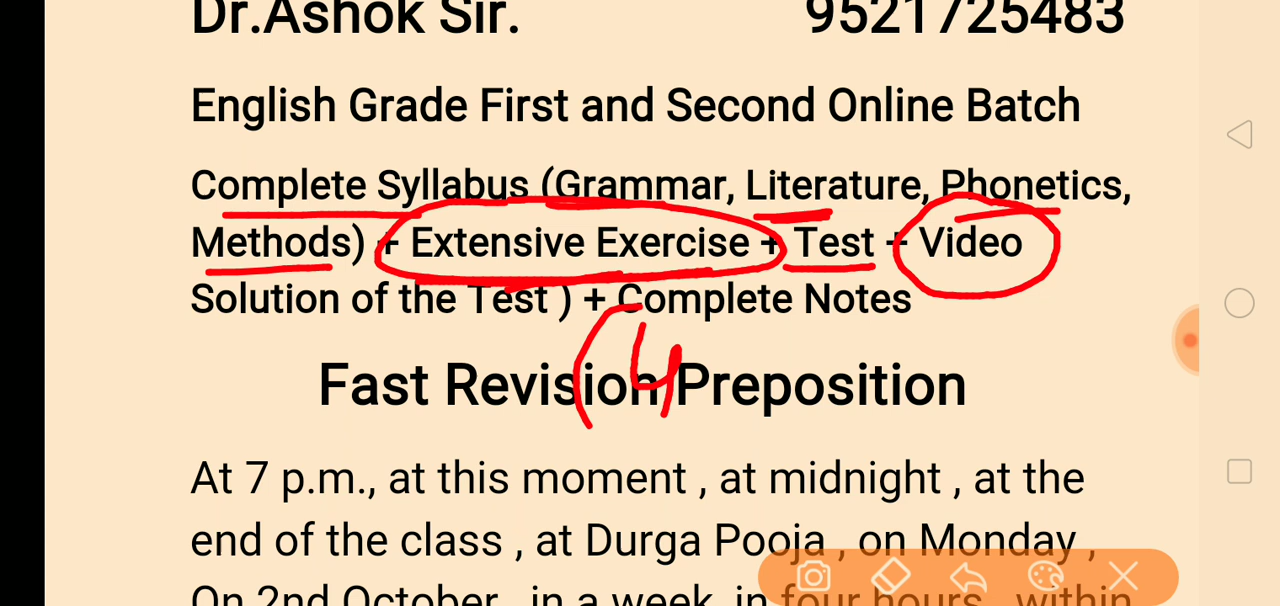 Dr.Ashok Sir. 9521725483
English Grade First and Second Online Batch
Complete Syllabus (Grammar, Literature, Phonetics,
Methods) + Extensive Exercise + Test + Video
Solution of the Test ) + Complete Notes
(4
Fast Revision Preposition
At 7 p.m., at this moment , at midnight , at the
end of the class , at Durga Pooja , on Monday ,
On 2nd October , in a week, in four hours , within